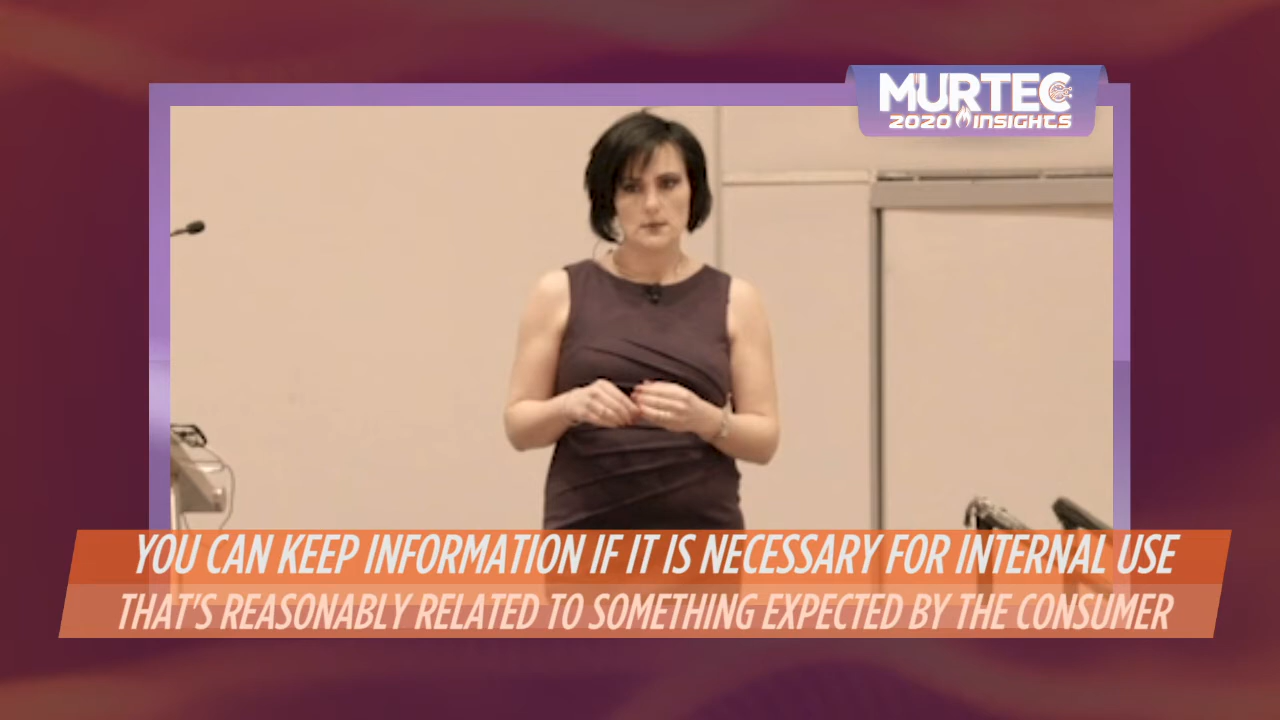 MURTEC
2020 INSIGHTS
YOU CAN KEEP INFORMATION IF IT IS NECESSARY FOR INTERNAL USE
THAT'S REASONABLY RELATED TO SOMETHING EXPECTED BY THE CONSUMER